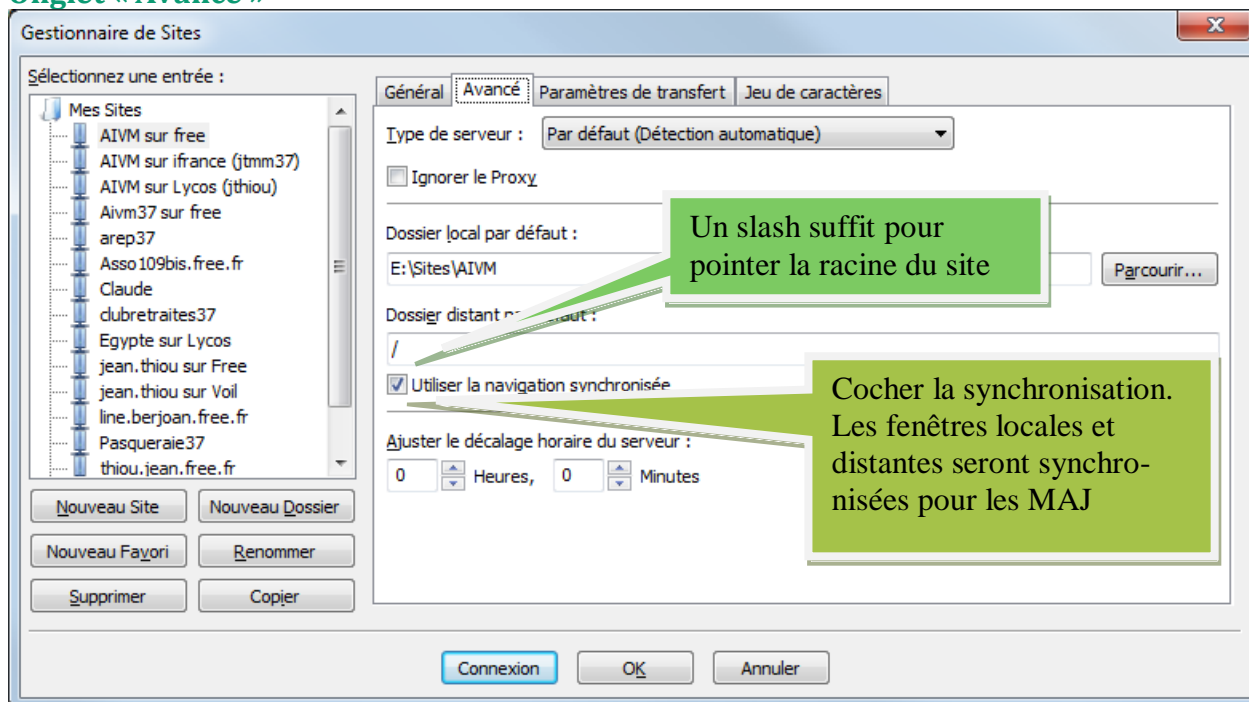 Onglet « Avancé »
Gestionnaire de Sites
Sélectionnez une entrée :
Mes Sites
AIVM sur free
AIVM sur ifrance (jtmm37)
AIVM sur Lycos (jthiou)
Aivm37 sur free
arep37
Asso109bis.free.fr
Claude
clubretraites37
Egypte sur Lycos
jean.thiou sur Free
jean.thiou sur Voil
line.berjoan.free.fr
Pasqueraie37
thiou.jean.free.fr
Nouveau Site
Nouveau Dossier
Nouveau Favori
Renommer
Supprimer
Copier
Général
Avancé
Paramètres de transfert
Jeu de caractères
Type de serveur :
Par défaut (Détection automatique)
Ignorer le Proxy
Dossier local par défaut :
E:\Sites\AIVM
Parcourir...
Un slash suffit pour
pointer la racine du site
Dossier distant par défaut :
/
Utiliser la navigation synchronisée
Cocher la synchronisation.
Les fenêtres locales et
distantes seront synchro-
nisées pour les MAJ
Ajuster le décalage horaire du serveur :
0 Heures, 0 Minutes
Connexion
OK
Annuler